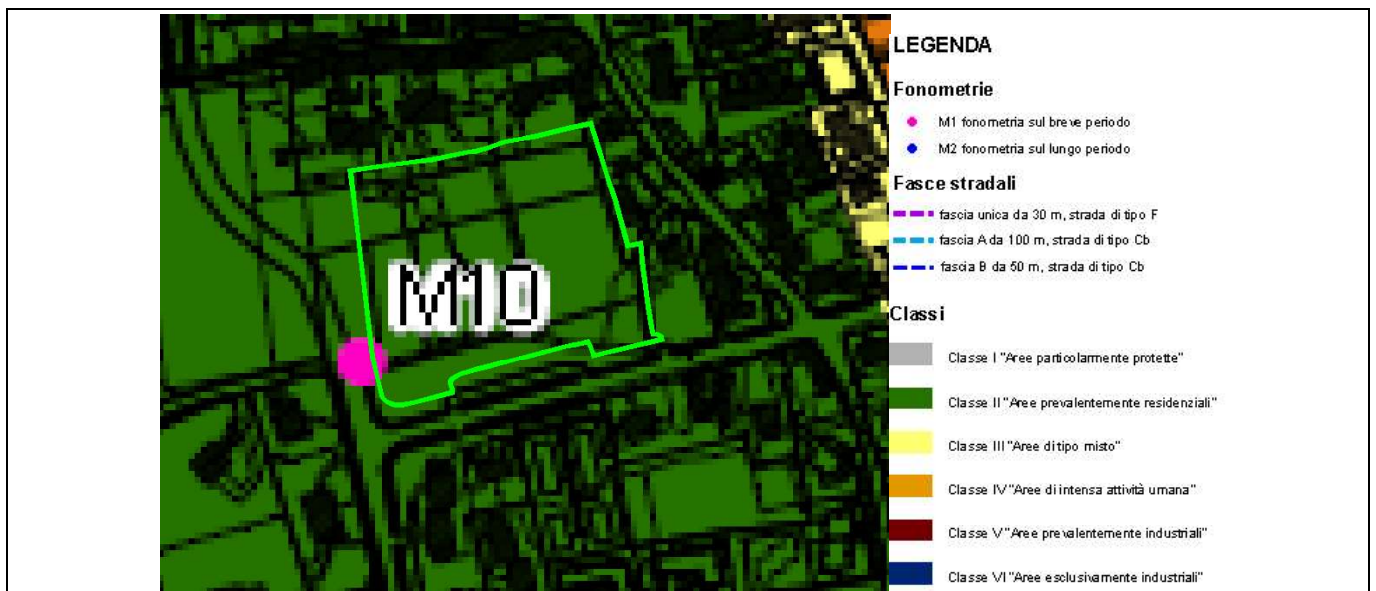 M10
LEGENDA
Fonometrie
M1 fonometria sul breve periodo
M2 fonometria sul lungo periodo
Fasce stradali
fascia unica da 30 m, strada di tipo F
fascia A da 100 m, strada di tipo Cb
fascia B da 50 m, strada di tipo Cb
Classi
Classe I "Aree particolarmente protette"
Classe II "Aree prevalentemente residenziali"
Classe III "Aree di tipo misto"
Classe IV "Aree di intensa attività umana"
Classe V "Aree prevalentemente industriali"
Classe VI "Aree esclusivamente industriali"